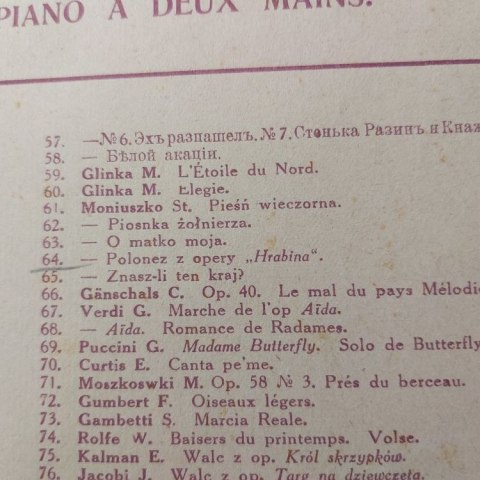 PIANO À DEUX MAINS.
57. —№ 6. Эхъ разпашелъ. № 7. Стонька Разинъ и Княж
58. — Бѣлой акаціи.
59. Glinka M. L'Étoile du Nord.
60. Glinka M. Elegie.
61. Moniuszko St. Pieśń wieczorna.
62. — Piosnka żołnierza.
63. — O matko moja.
64. — Polonez z opery „Hrabina".
65. — Znasz-li ten kraj?
66. Gänschals C. Op. 40. Le mal du pays Mélodie
67. Verdi G. Marche de l'op Aïda.
68. — Aïda. Romance de Radames.
69. Puccini G. Madame Butterfly. Solo de Butterfly
70. Curtis E. Canta pe'me.
71. Moszkoswki M. Op. 58 № 3. Prés du berceau.
72. Gumbert F. Oiseaux légers.
73. Gambetti S. Marcia Reale.
74. Rolfe W. Baisers du printemps. Volse.
75. Kalman E. Walc z op. Król skrzypków.
76. Jacobi J. Walc z op. Targ na dziewczęta.